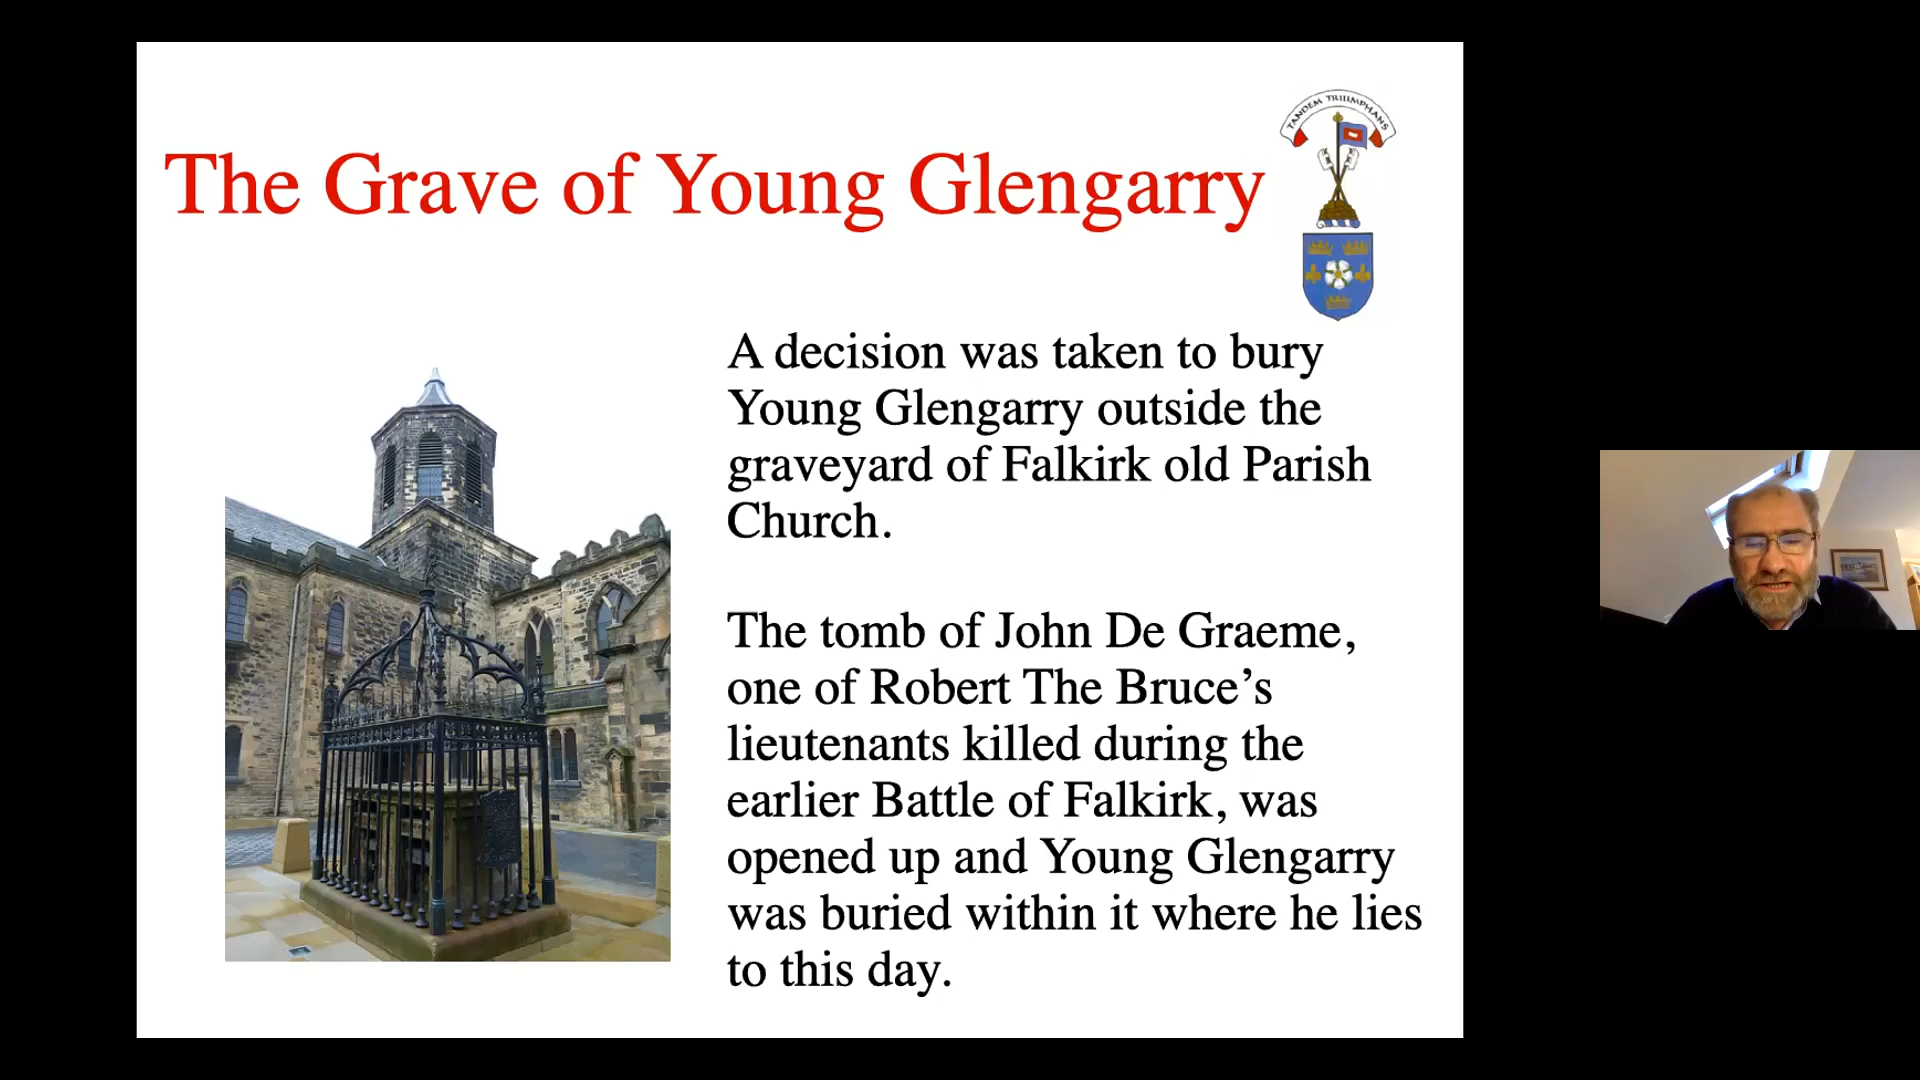 TANDEM TRIUMPHANS
The Grave of Young Glengarry
A decision was taken to bury
Young Glengarry outside the
graveyard of Falkirk old Parish
Church.
The tomb of John De Graeme,
one of Robert The Bruce’s
lieutenants killed during the
earlier Battle of Falkirk, was
opened up and Young Glengarry
was buried within it where he lies
to this day.